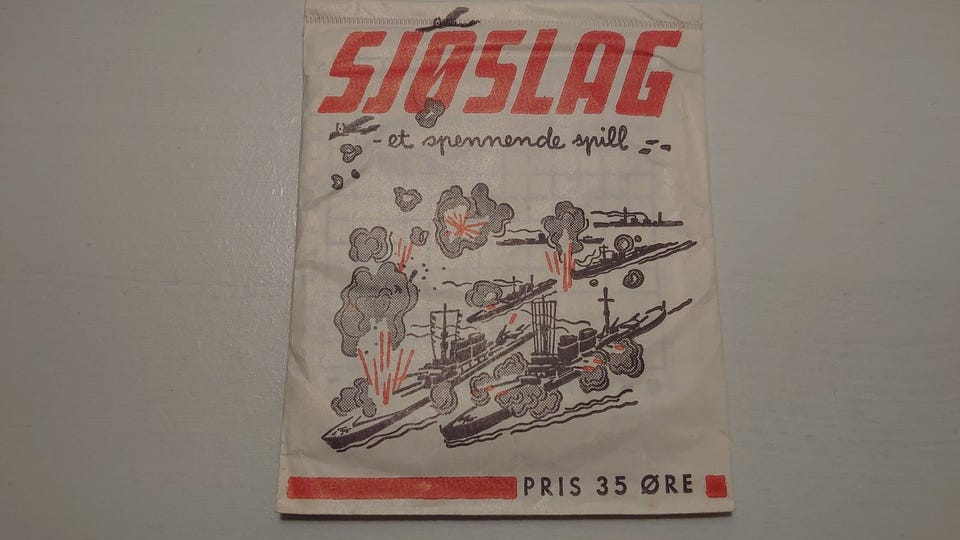 SJØSLAG
- et spennende spill -
PRIS 35 ØRE